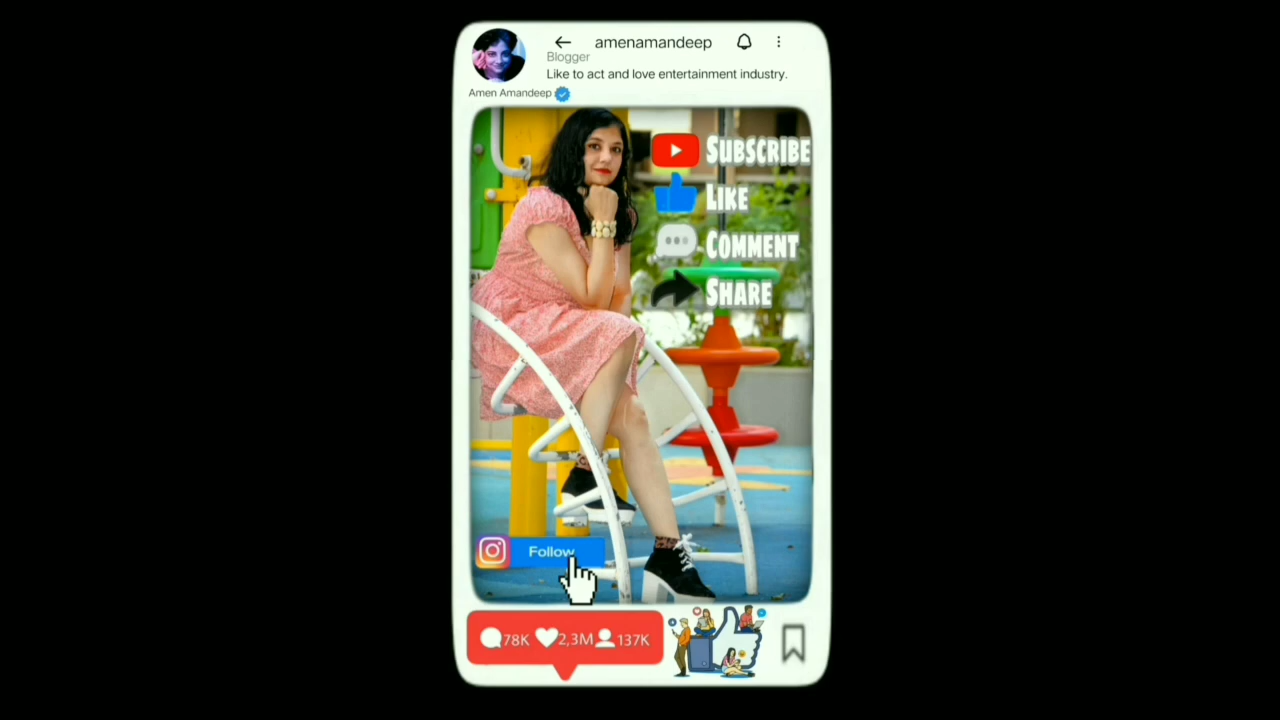 amenamandeep
Blogger
Like to act and love entertainment industry.
Amen Amandeep
SUBSCRIBE
LIKE
COMMENT
SHARE
Follow
78K 2,3M 137K